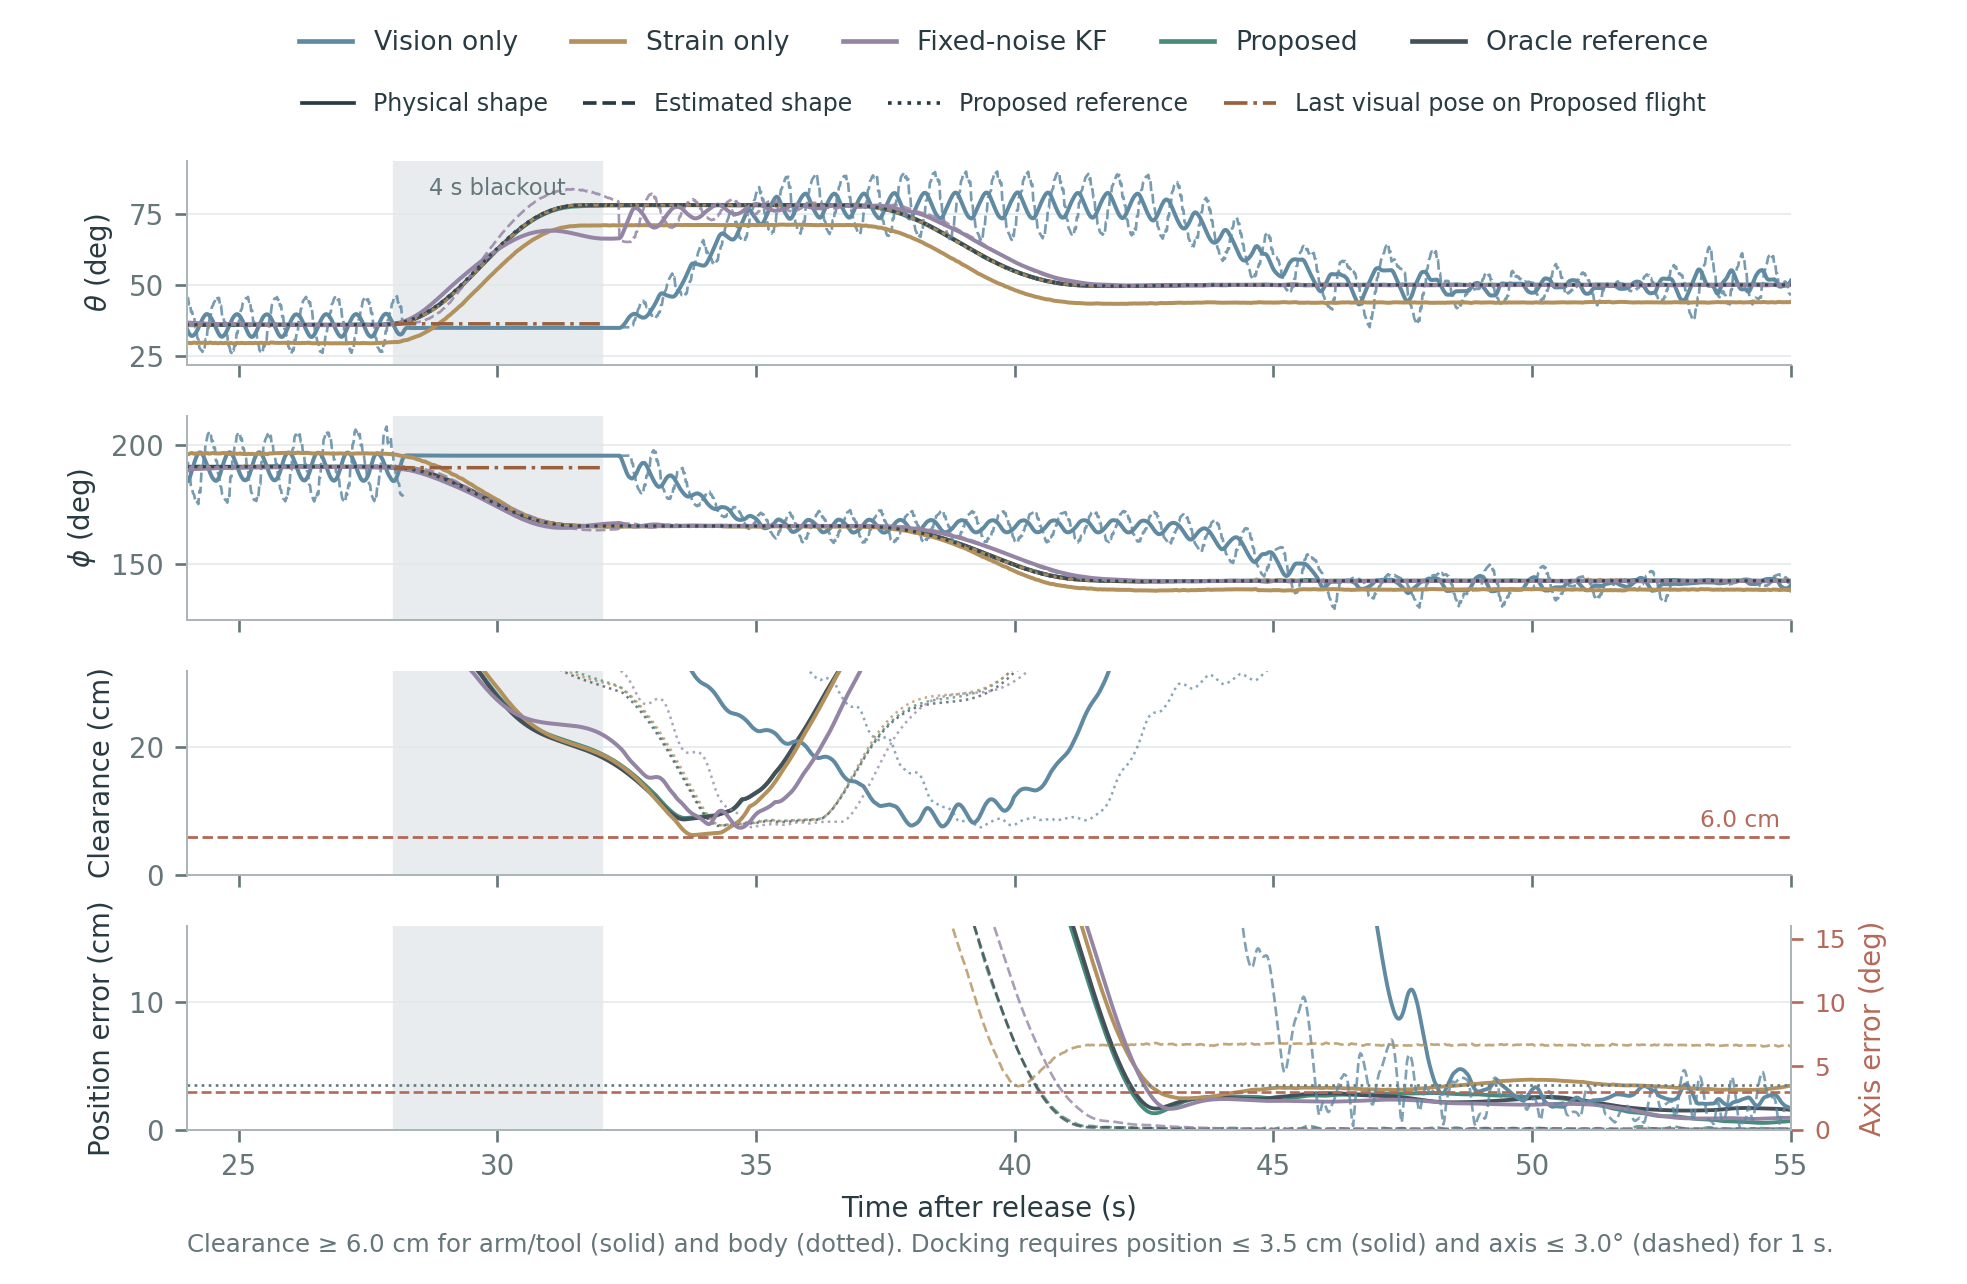 Vision only Strain only Fixed-noise KF Proposed Oracle reference
Physical shape Estimated shape Proposed reference Last visual pose on Proposed flight
4 s blackout
θ (deg)
75
50
25
ϕ (deg)
200
150
Clearance (cm)
20
0
6.0 cm
Position error (cm)
10
0
15
10
5
0
Axis error (deg)
25 30 35 40 45 50 55
Time after release (s)
Clearance ≥ 6.0 cm for arm/tool (solid) and body (dotted). Docking requires position ≤ 3.5 cm (solid) and axis ≤ 3.0° (dashed) for 1 s.